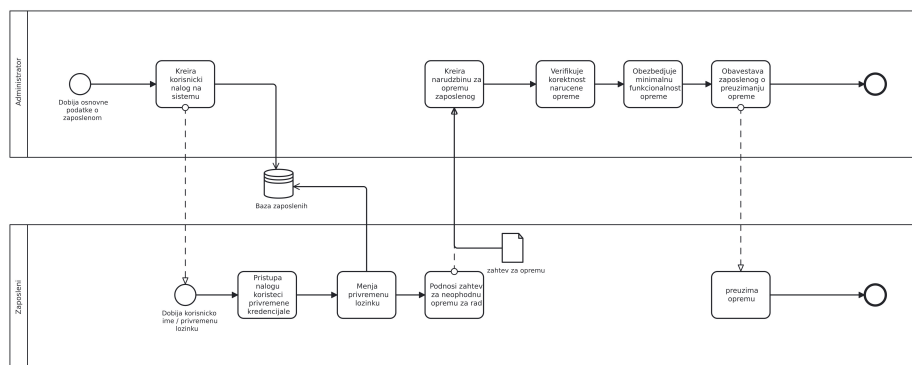 Administrator
Dobija osnovne
podatke o
zaposlenom
Kreira
korisnicki
nalog na
sistemu
Kreira
narudzbinu za
opremu
zaposlenog
Verifikuje
korektnost
narucene
opreme
Obezbedjuje
minimalnu
funkcionalnost
opreme
Obavestava
zaposlenog o
preuzimanju
opreme
Baza zaposlenih
Zaposleni
Dobija korisnicko
ime / privremenu
lozinku
Pristupa
nalogu
koristeci
privremene
kredencijale
Menja
privremenu
lozinku
Podnosi zahtev
za neophodnu
opremu za rad
zahtev za opremu
preuzima
opremu